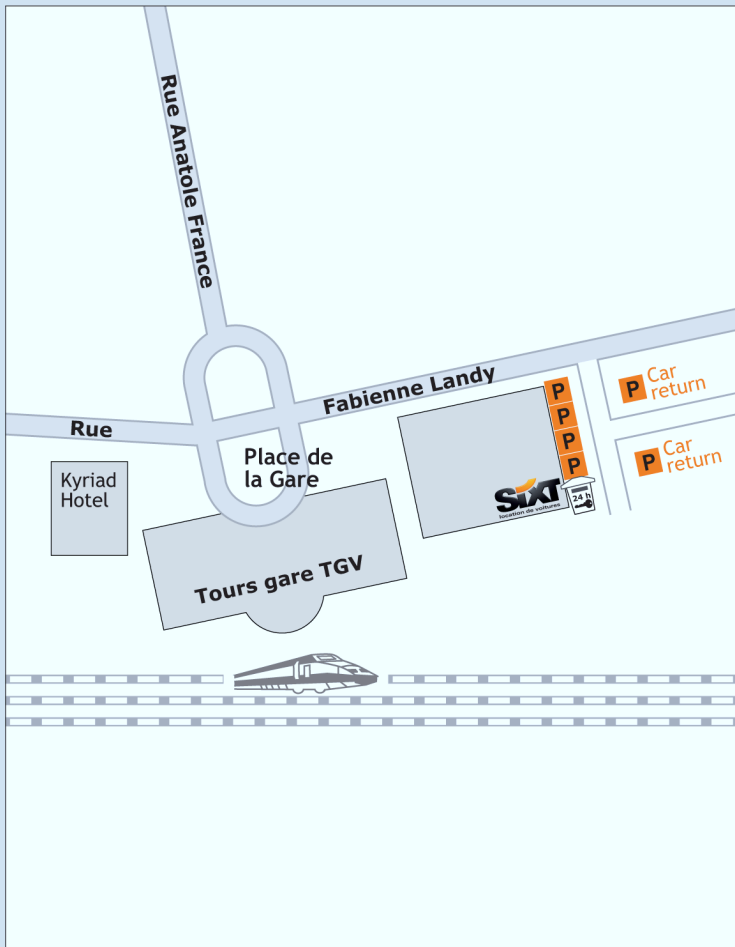 Rue Anatole France
Fabienne Landy
Rue
Place de
la Gare
Kyriad
Hotel
Tours gare TGV
P
P
P
P
P
Car
return
P
Car
return
SIXT
location de voitures
24 h